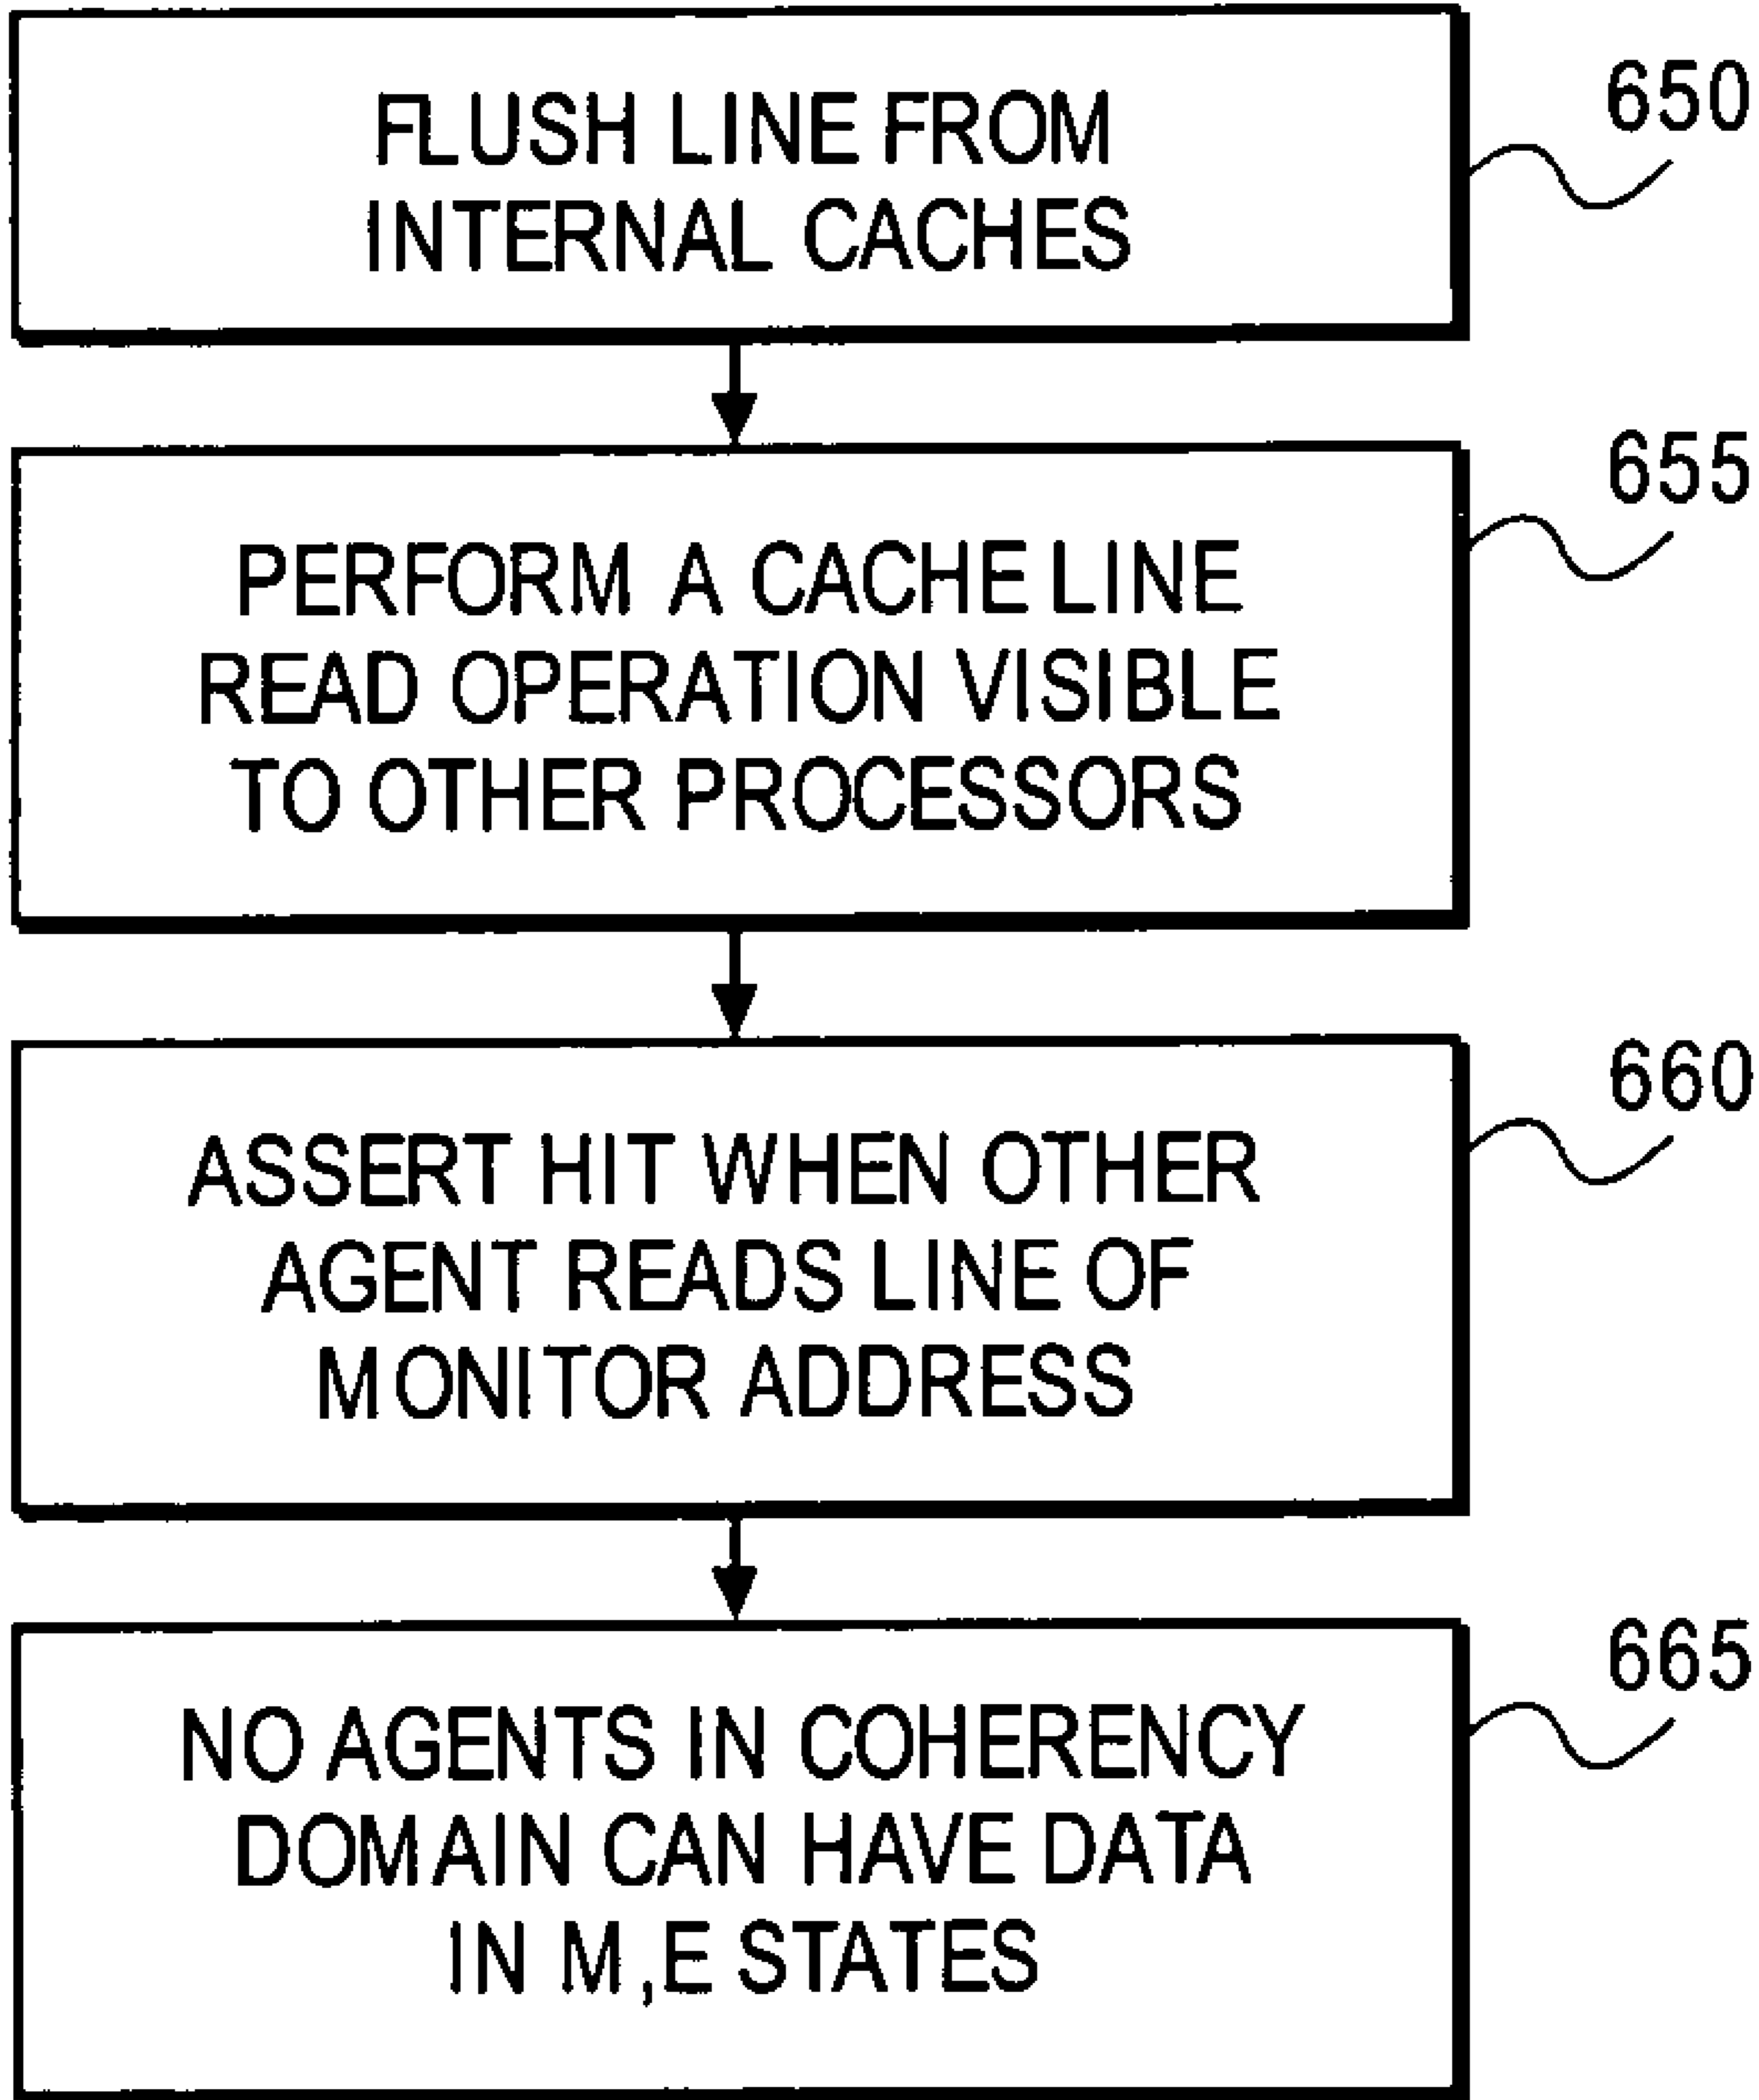 FLUSH LINE FROM
INTERNAL CACHES
650
PERFORM A CACHE LINE
READ OPERATION VISIBLE
TO OTHER PROCESSORS
655
ASSERT HIT WHEN OTHER
AGENT READS LINE OF
MONITOR ADDRESS
660
NO AGENTS IN COHERENCY
DOMAIN CAN HAVE DATA
IN M,E STATES
665